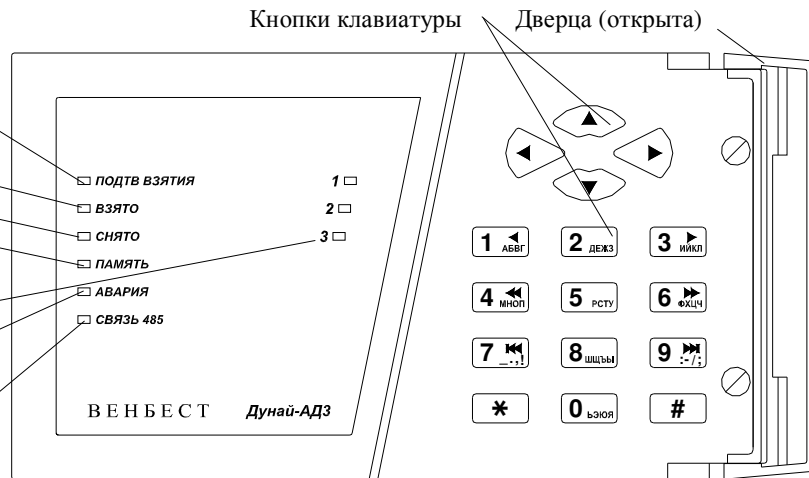 Кнопки клавиатуры Дверца (открыта)
ПОДТВ ВЗЯТИЯ 1
ВЗЯТО 2
СНЯТО 3
ПАМЯТЬ
АВАРИЯ
СВЯЗЬ 485
ВЕНБЕСТ Дунай-АД3
1 АБВГ 2 ДЕЖЗ 3 ИЙКЛ
4 МНОП 5 РСТУ 6 ФХЦЧ
7 _.,! 8 ШЩЪЫ 9 :-/;
* 0 ЬЭЮЯ #